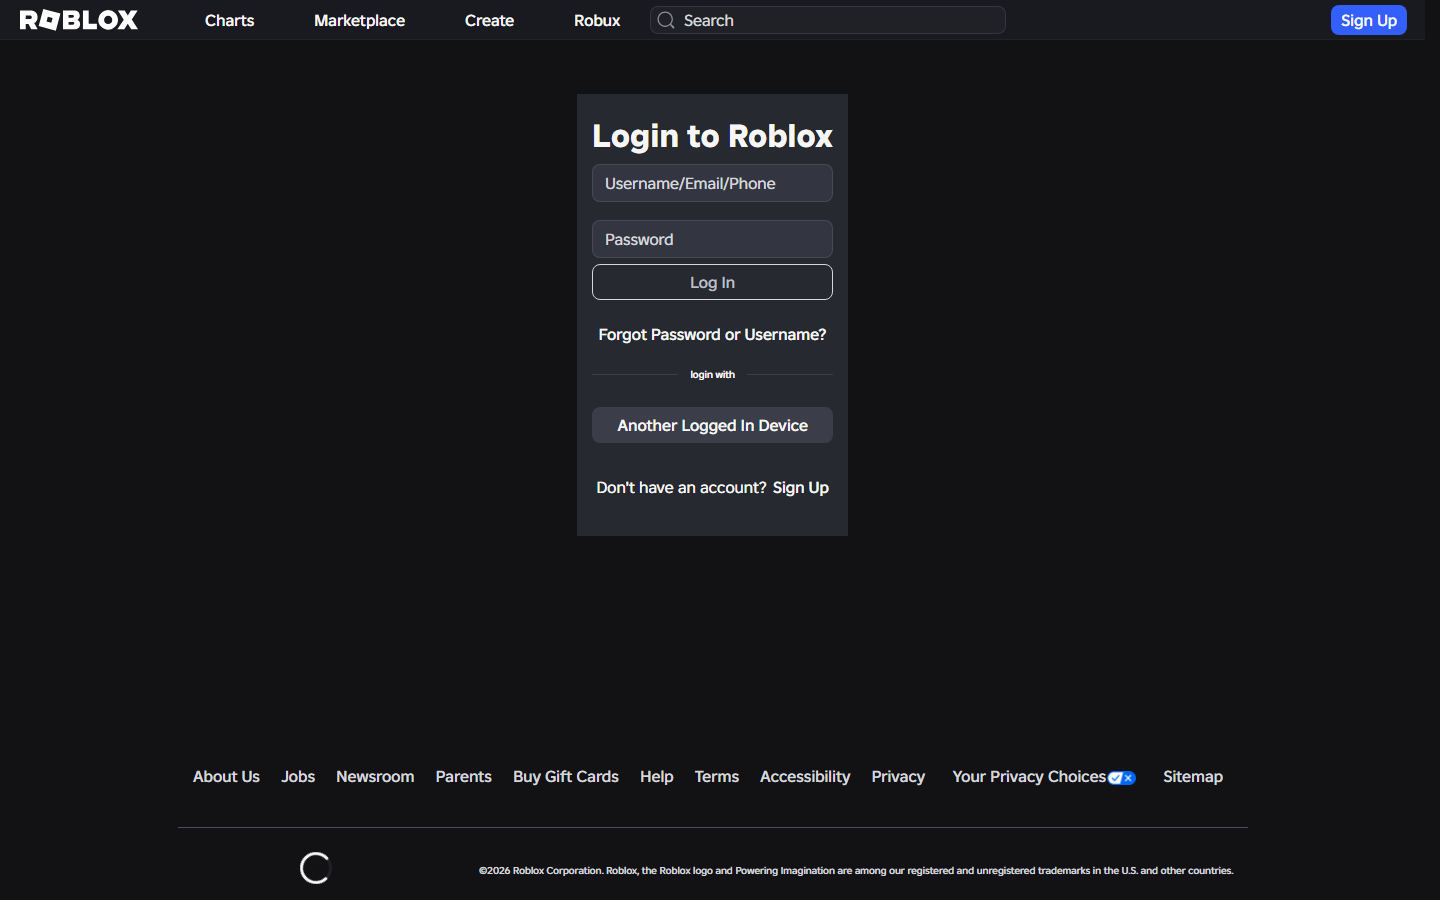 ROBLOX Charts Marketplace Create Robux Search Sign Up
Login to Roblox
Username/Email/Phone
Password
Log In
Forgot Password or Username?
login with
Another Logged In Device
Don't have an account? Sign Up
About Us Jobs Newsroom Parents Buy Gift Cards Help Terms Accessibility Privacy Your Privacy Choices Sitemap
©2026 Roblox Corporation. Roblox, the Roblox logo and Powering Imagination are among our registered and unregistered trademarks in the U.S. and other countries.